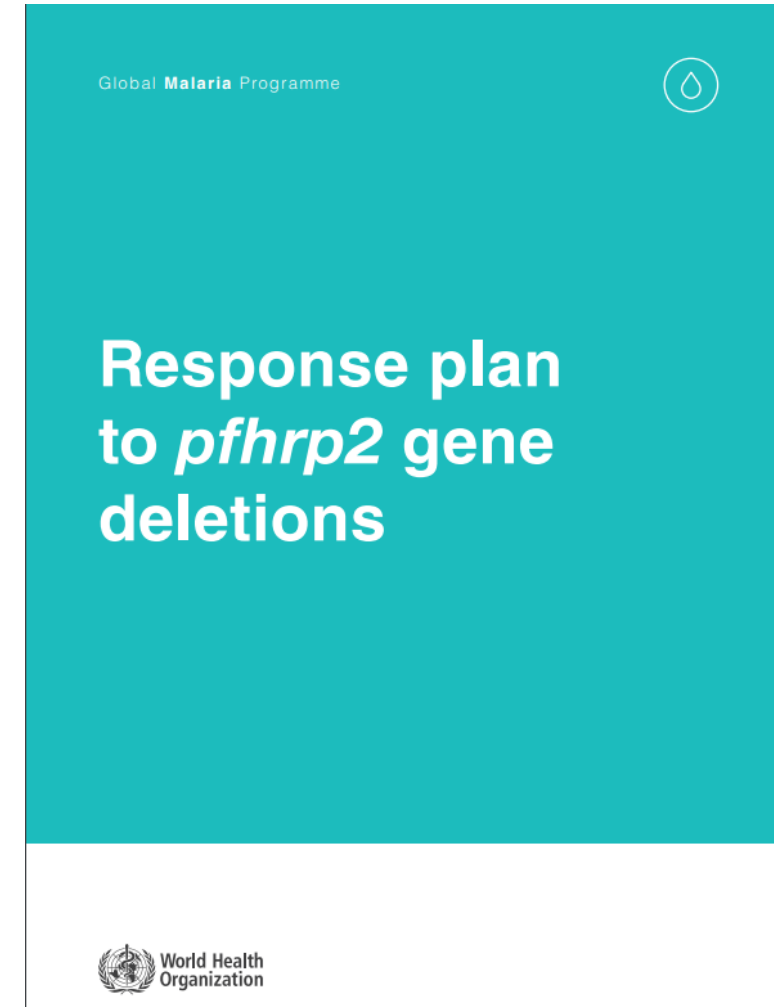 Global Malaria Programme
Response plan
to pfhrp2 gene
deletions
World Health
Organization